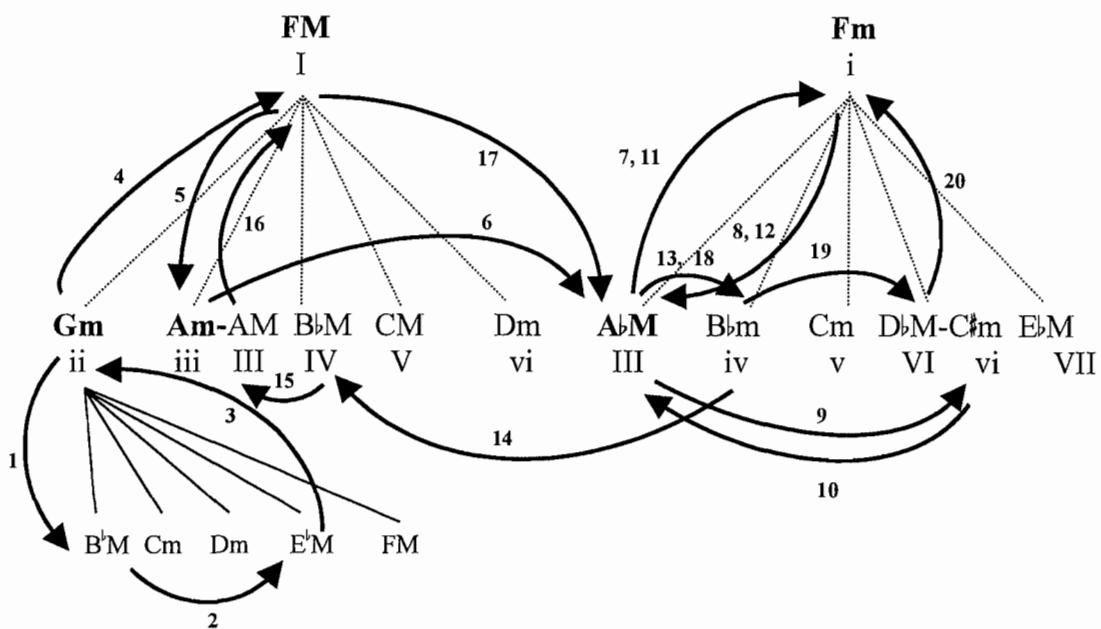 FM Fm
I i
4 5 16 17 7, 11 20
6 13, 18 8, 12 19
Gm Am-AM B♭M CM Dm A♭M B♭m Cm D♭M-C♯m E♭M
ii iii III IV V vi III iv v VI vi VII
15
3 9
14
1 10
B♭M Cm Dm E♭M FM
2